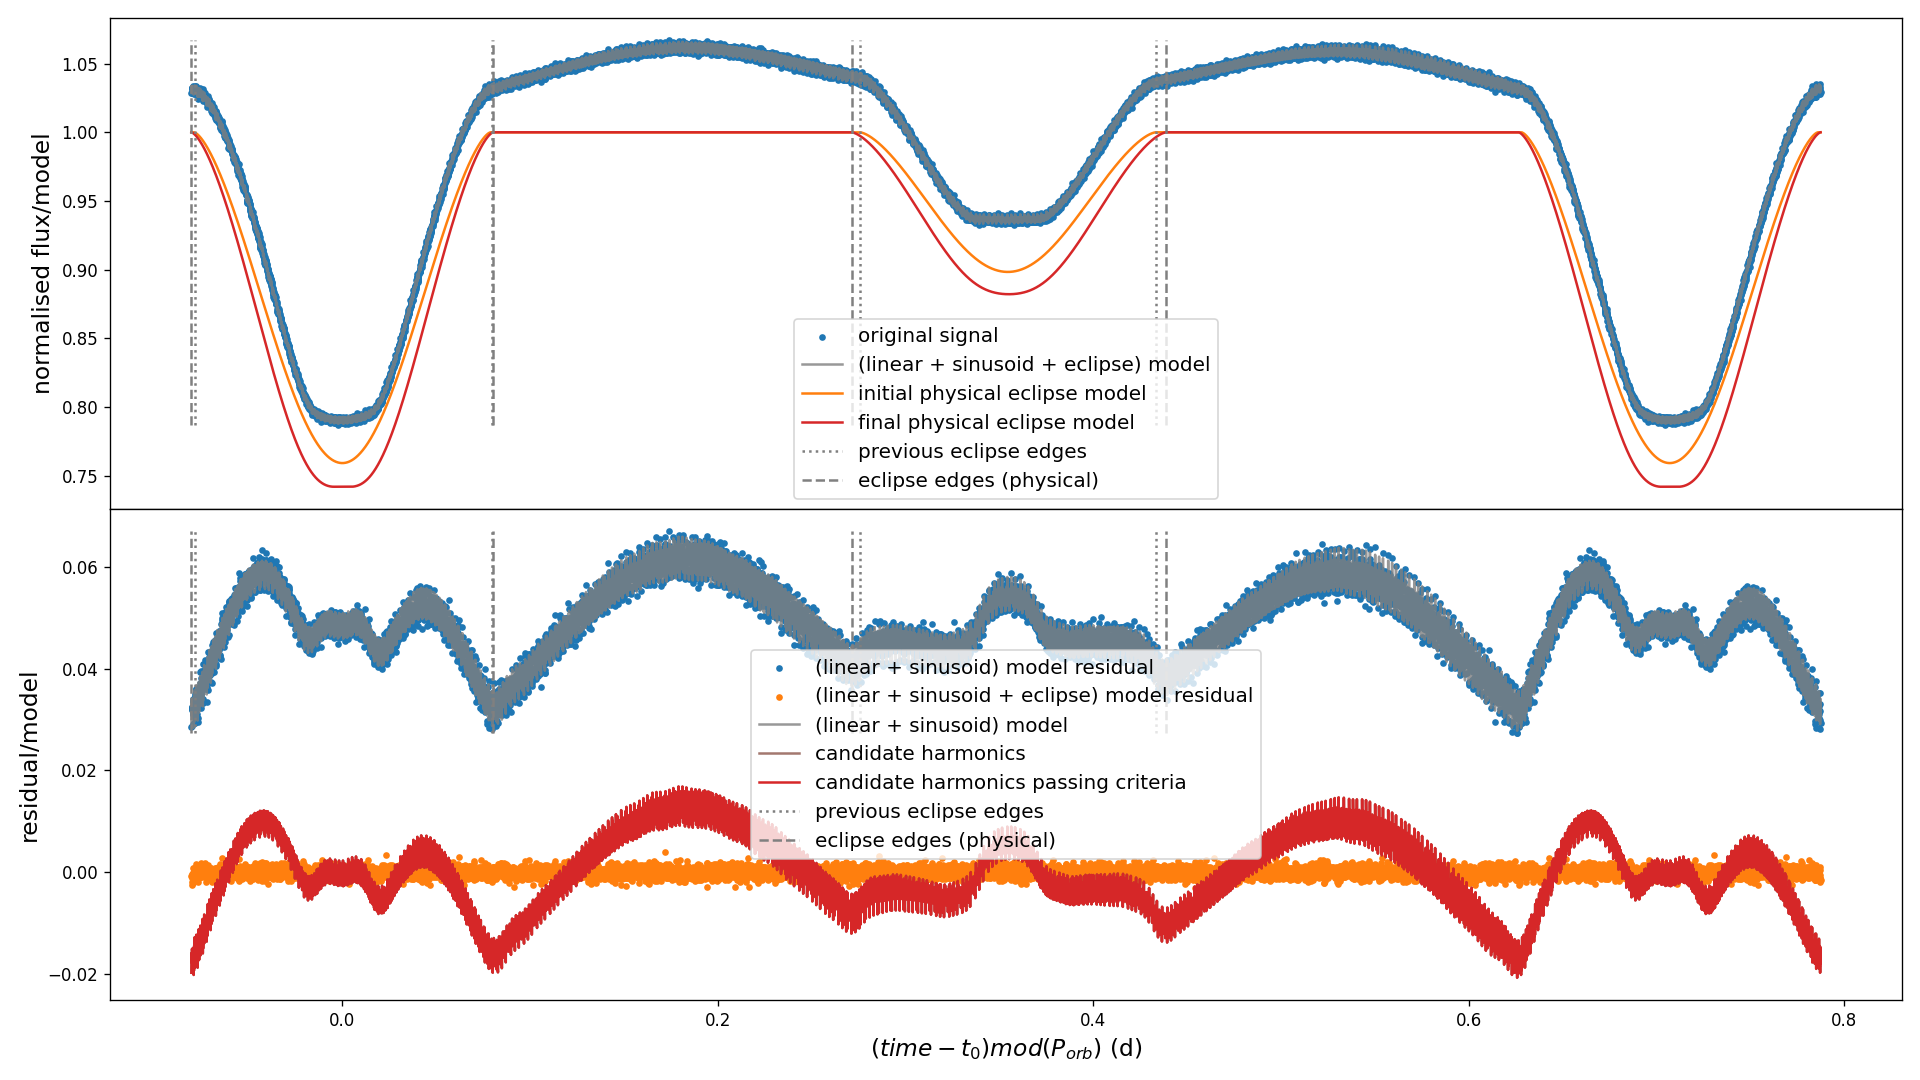 normalised flux/model
1.05
1.00
0.95
0.90
0.85
0.80
0.75
original signal
(linear + sinusoid + eclipse) model
initial physical eclipse model
final physical eclipse model
previous eclipse edges
eclipse edges (physical)
residual/model
0.06
0.04
0.02
0.00
−0.02
(linear + sinusoid) model residual
(linear + sinusoid + eclipse) model residual
(linear + sinusoid) model
candidate harmonics
candidate harmonics passing criteria
previous eclipse edges
eclipse edges (physical)
0.0 0.2 0.4 0.6 0.8
(time − t₀)mod(P_orb) (d)